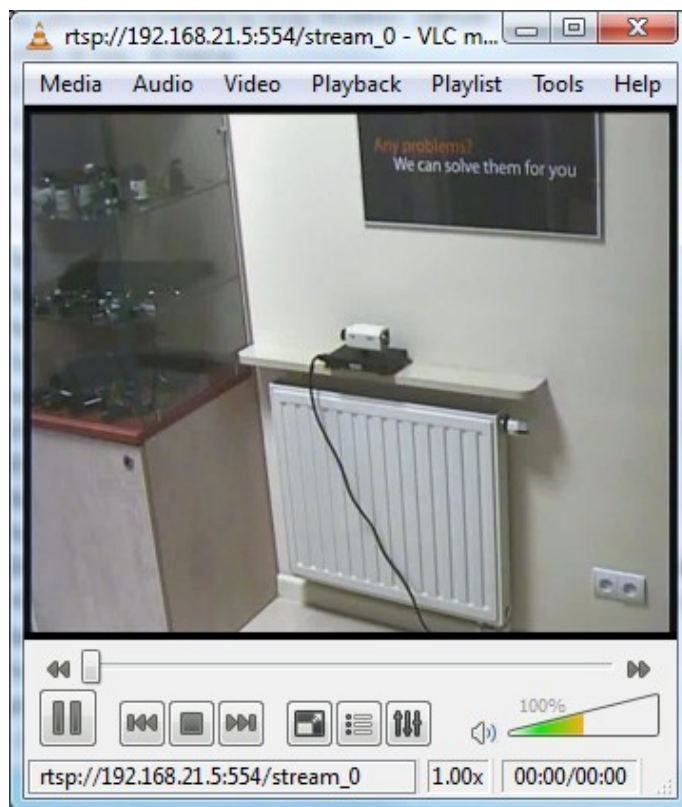 rtsp://192.168.21.5:554/stream_0 - VLC m...
Media Audio Video Playback Playlist Tools Help
Any problems?
We can solve them for you
100%
rtsp://192.168.21.5:554/stream_0 1.00x 00:00/00:00